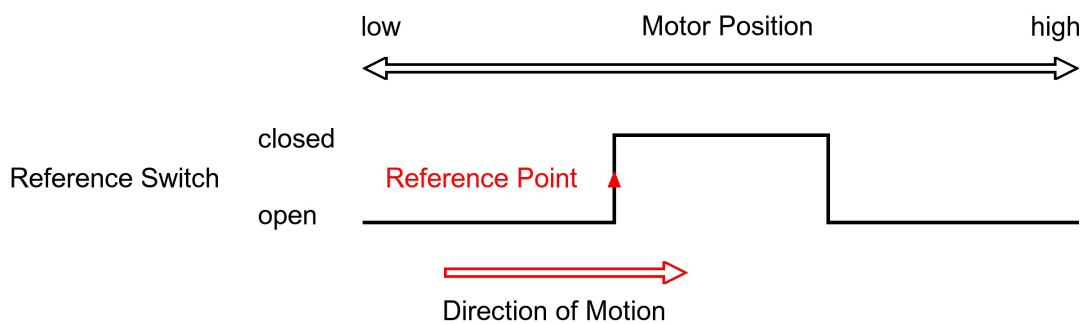 low Motor Position high
closed
Reference Switch Reference Point
open
Direction of Motion